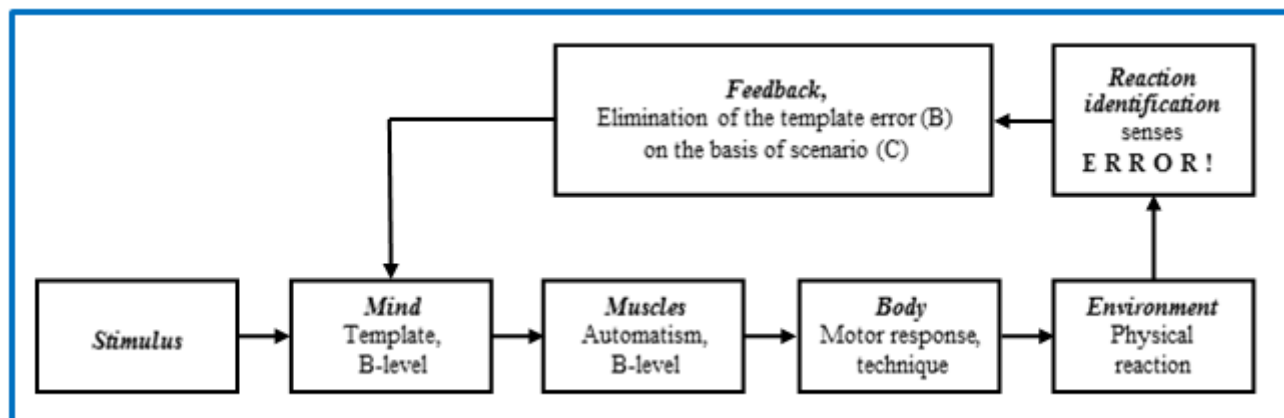 Feedback,
Elimination of the template error (B)
on the basis of scenario (C)
Reaction
identification
senses
E R R O R !
Stimulus
Mind
Template,
B-level
Muscles
Automatism,
B-level
Body
Motor response,
technique
Environment
Physical
reaction